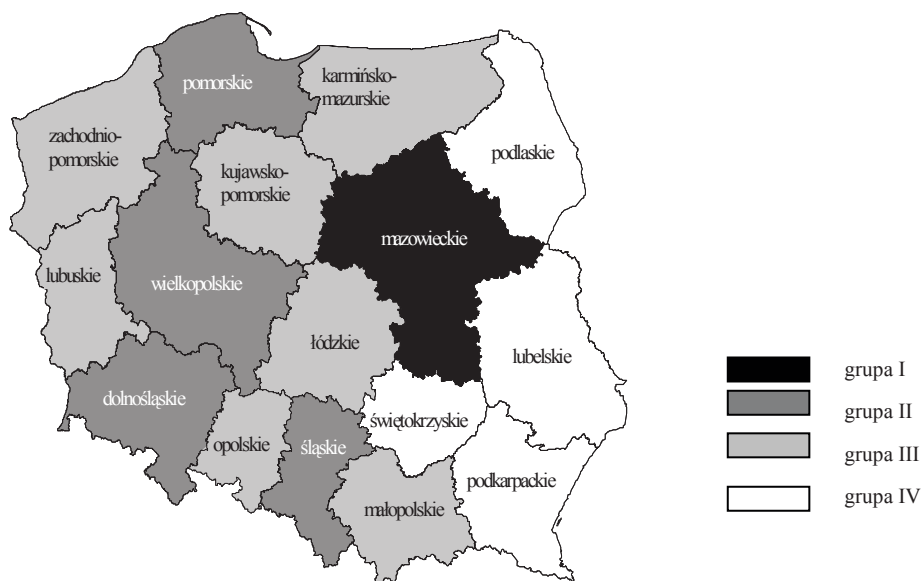 pomorskie
karmińsko-
mazurskie
zachodnio-
pomorskie
kujawsko-
pomorskie
podlaskie
mazowieckie
lubuskie
wielkopolskie
łódzkie
lubelskie
dolnośląskie
opolskie
śląskie
świętokrzyskie
małopolskie
podkarpackie
grupa I
grupa II
grupa III
grupa IV